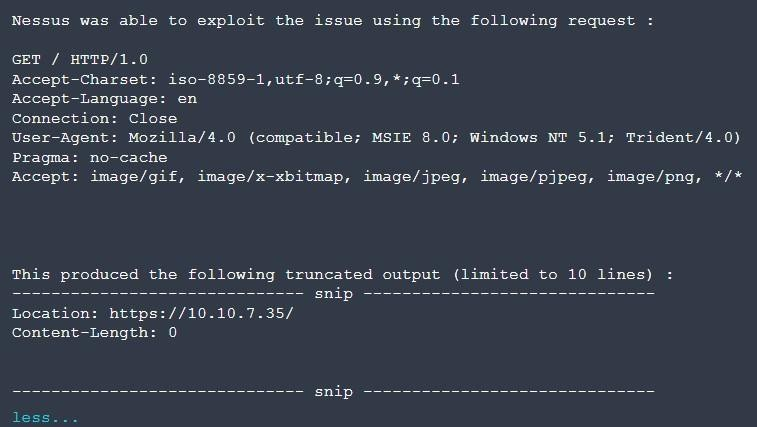 Nessus was able to exploit the issue using the following request :
GET / HTTP/1.0
Accept-Charset: iso-8859-1,utf-8;q=0.9,*;q=0.1
Accept-Language: en
Connection: Close
User-Agent: Mozilla/4.0 (compatible; MSIE 8.0; Windows NT 5.1; Trident/4.0)
Pragma: no-cache
Accept: image/gif, image/x-xbitmap, image/jpeg, image/pjpeg, image/png, */*
This produced the following truncated output (limited to 10 lines) :
------------------------------ snip ------------------------------
Location: https://10.10.7.35/
Content-Length: 0
------------------------------ snip ------------------------------
less...